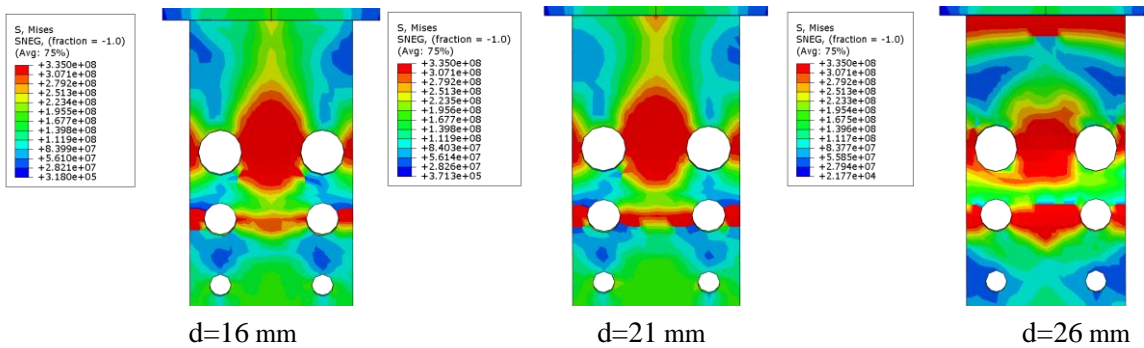 S, Mises
SNEG, (fraction = -1.0)
(Avg: 75%)
+3.350e+08
+3.071e+08
+2.792e+08
+2.513e+08
+2.234e+08
+1.955e+08
+1.677e+08
+1.398e+08
+1.119e+08
+8.399e+07
+5.610e+07
+2.821e+07
+3.180e+05
S, Mises
SNEG, (fraction = -1.0)
(Avg: 75%)
+3.350e+08
+3.071e+08
+2.792e+08
+2.513e+08
+2.235e+08
+1.956e+08
+1.677e+08
+1.398e+08
+1.119e+08
+8.403e+07
+5.614e+07
+2.826e+07
+3.713e+05
S, Mises
SNEG, (fraction = -1.0)
(Avg: 75%)
+3.350e+08
+3.071e+08
+2.792e+08
+2.513e+08
+2.233e+08
+1.954e+08
+1.675e+08
+1.396e+08
+1.117e+08
+8.377e+07
+5.585e+07
+2.794e+07
+2.177e+04
d=16 mm
d=21 mm
d=26 mm